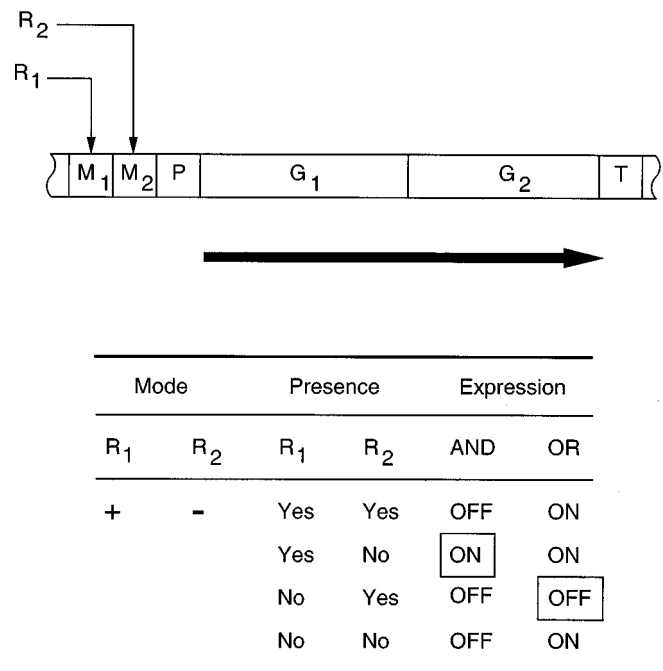 R2
R1
M1 M2 P G1 G2 T
Mode Presence Expression
R1 R2 R1 R2 AND OR
+ - Yes Yes OFF ON
Yes No ON ON
No Yes OFF OFF
No No OFF ON